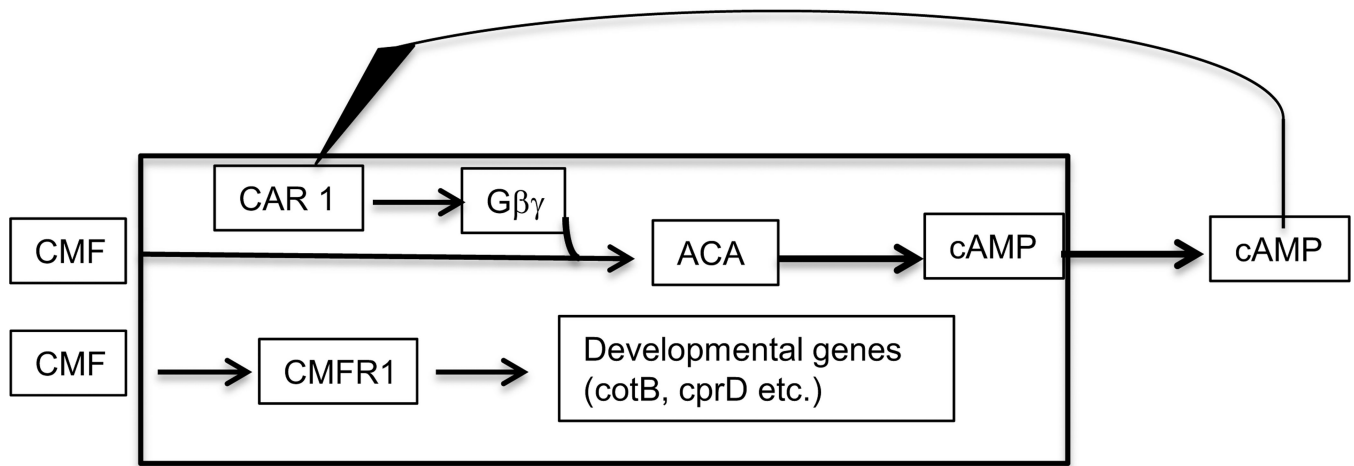 CAR 1
Gβγ
CMF
ACA
cAMP
cAMP
CMF
CMFR1
Developmental genes
(cotB, cprD etc.)